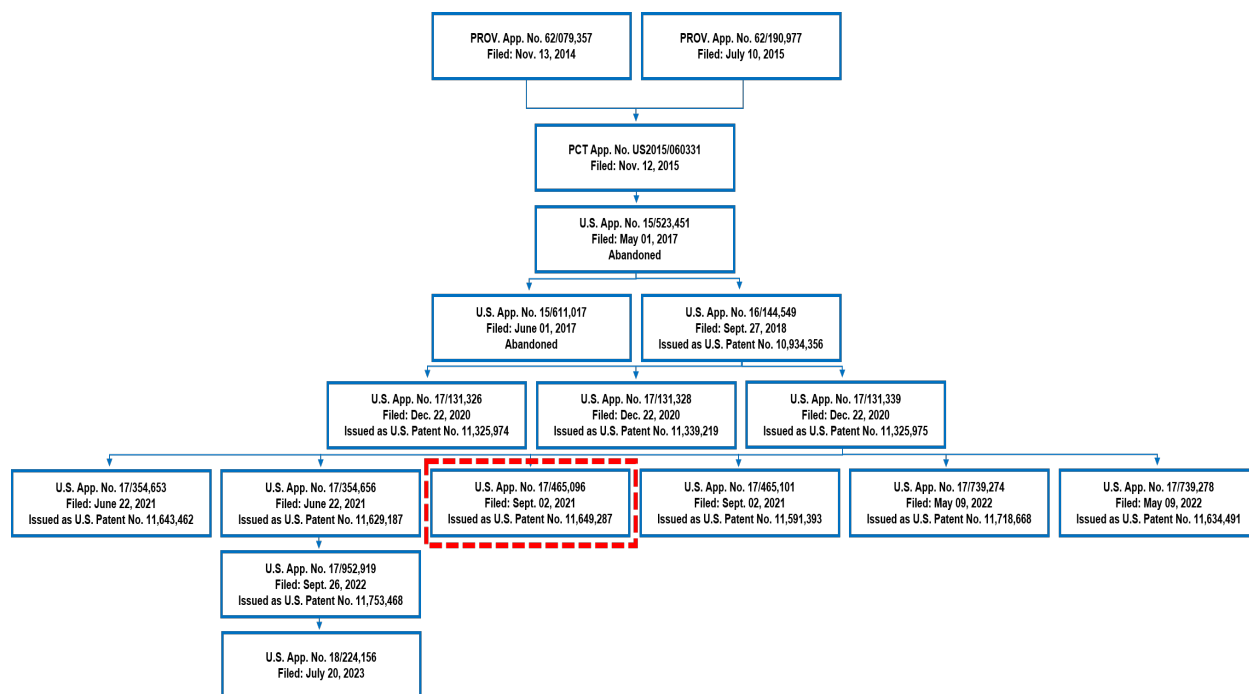 PROV. App. No. 62/079,357
Filed: Nov. 13, 2014
PROV. App. No. 62/190,977
Filed: July 10, 2015
PCT App. No. US2015/060331
Filed: Nov. 12, 2015
U.S. App. No. 15/523,451
Filed: May 01, 2017
Abandoned
U.S. App. No. 15/611,017
Filed: June 01, 2017
Abandoned
U.S. App. No. 16/144,549
Filed: Sept. 27, 2018
Issued as U.S. Patent No. 10,934,356
U.S. App. No. 17/131,326
Filed: Dec. 22, 2020
Issued as U.S. Patent No. 11,325,974
U.S. App. No. 17/131,328
Filed: Dec. 22, 2020
Issued as U.S. Patent No. 11,339,219
U.S. App. No. 17/131,339
Filed: Dec. 22, 2020
Issued as U.S. Patent No. 11,325,975
U.S. App. No. 17/354,653
Filed: June 22, 2021
Issued as U.S. Patent No. 11,643,462
U.S. App. No. 17/354,656
Filed: June 22, 2021
Issued as U.S. Patent No. 11,629,187
U.S. App. No. 17/465,096
Filed: Sept. 02, 2021
Issued as U.S. Patent No. 11,649,287
U.S. App. No. 17/465,101
Filed: Sept. 02, 2021
Issued as U.S. Patent No. 11,591,393
U.S. App. No. 17/739,274
Filed: May 09, 2022
Issued as U.S. Patent No. 11,718,668
U.S. App. No. 17/739,278
Filed: May 09, 2022
Issued as U.S. Patent No. 11,634,491
U.S. App. No. 17/952,919
Filed: Sept. 26, 2022
Issued as U.S. Patent No. 11,753,468
U.S. App. No. 18/224,156
Filed: July 20, 2023